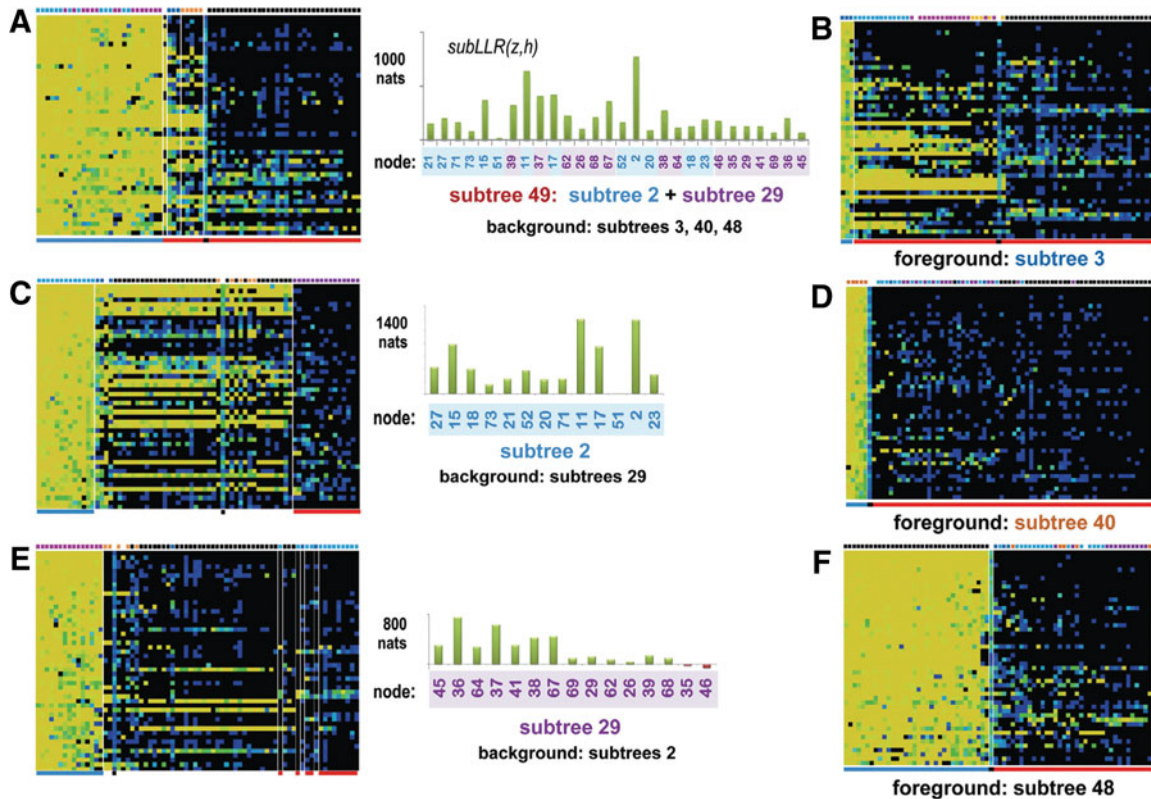 A
subLLR(z,h)
1000
nats
node: 21 27 71 73 15 51 39 11 37 17 62 26 68 67 52 2 20 38 64 18 23 46 35 29 41 69 36 45
subtree 49: subtree 2 + subtree 29
background: subtrees 3, 40, 48
B
foreground: subtree 3
C
1400
nats
node: 27 15 18 73 21 52 20 71 11 17 51 2 23
subtree 2
background: subtrees 29
D
foreground: subtree 40
E
800
nats
node: 45 36 64 37 41 38 67 69 29 62 26 39 68 35 46
subtree 29
background: subtrees 2
F
foreground: subtree 48